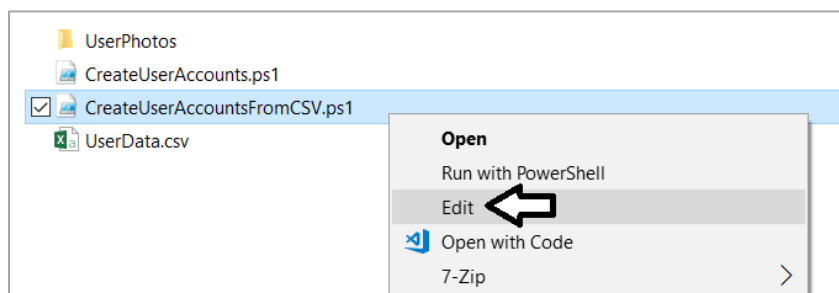 UserPhotos
CreateUserAccounts.ps1
CreateUserAccountsFromCSV.ps1
UserData.csv
Open
Run with PowerShell
Edit
Open with Code
7-Zip